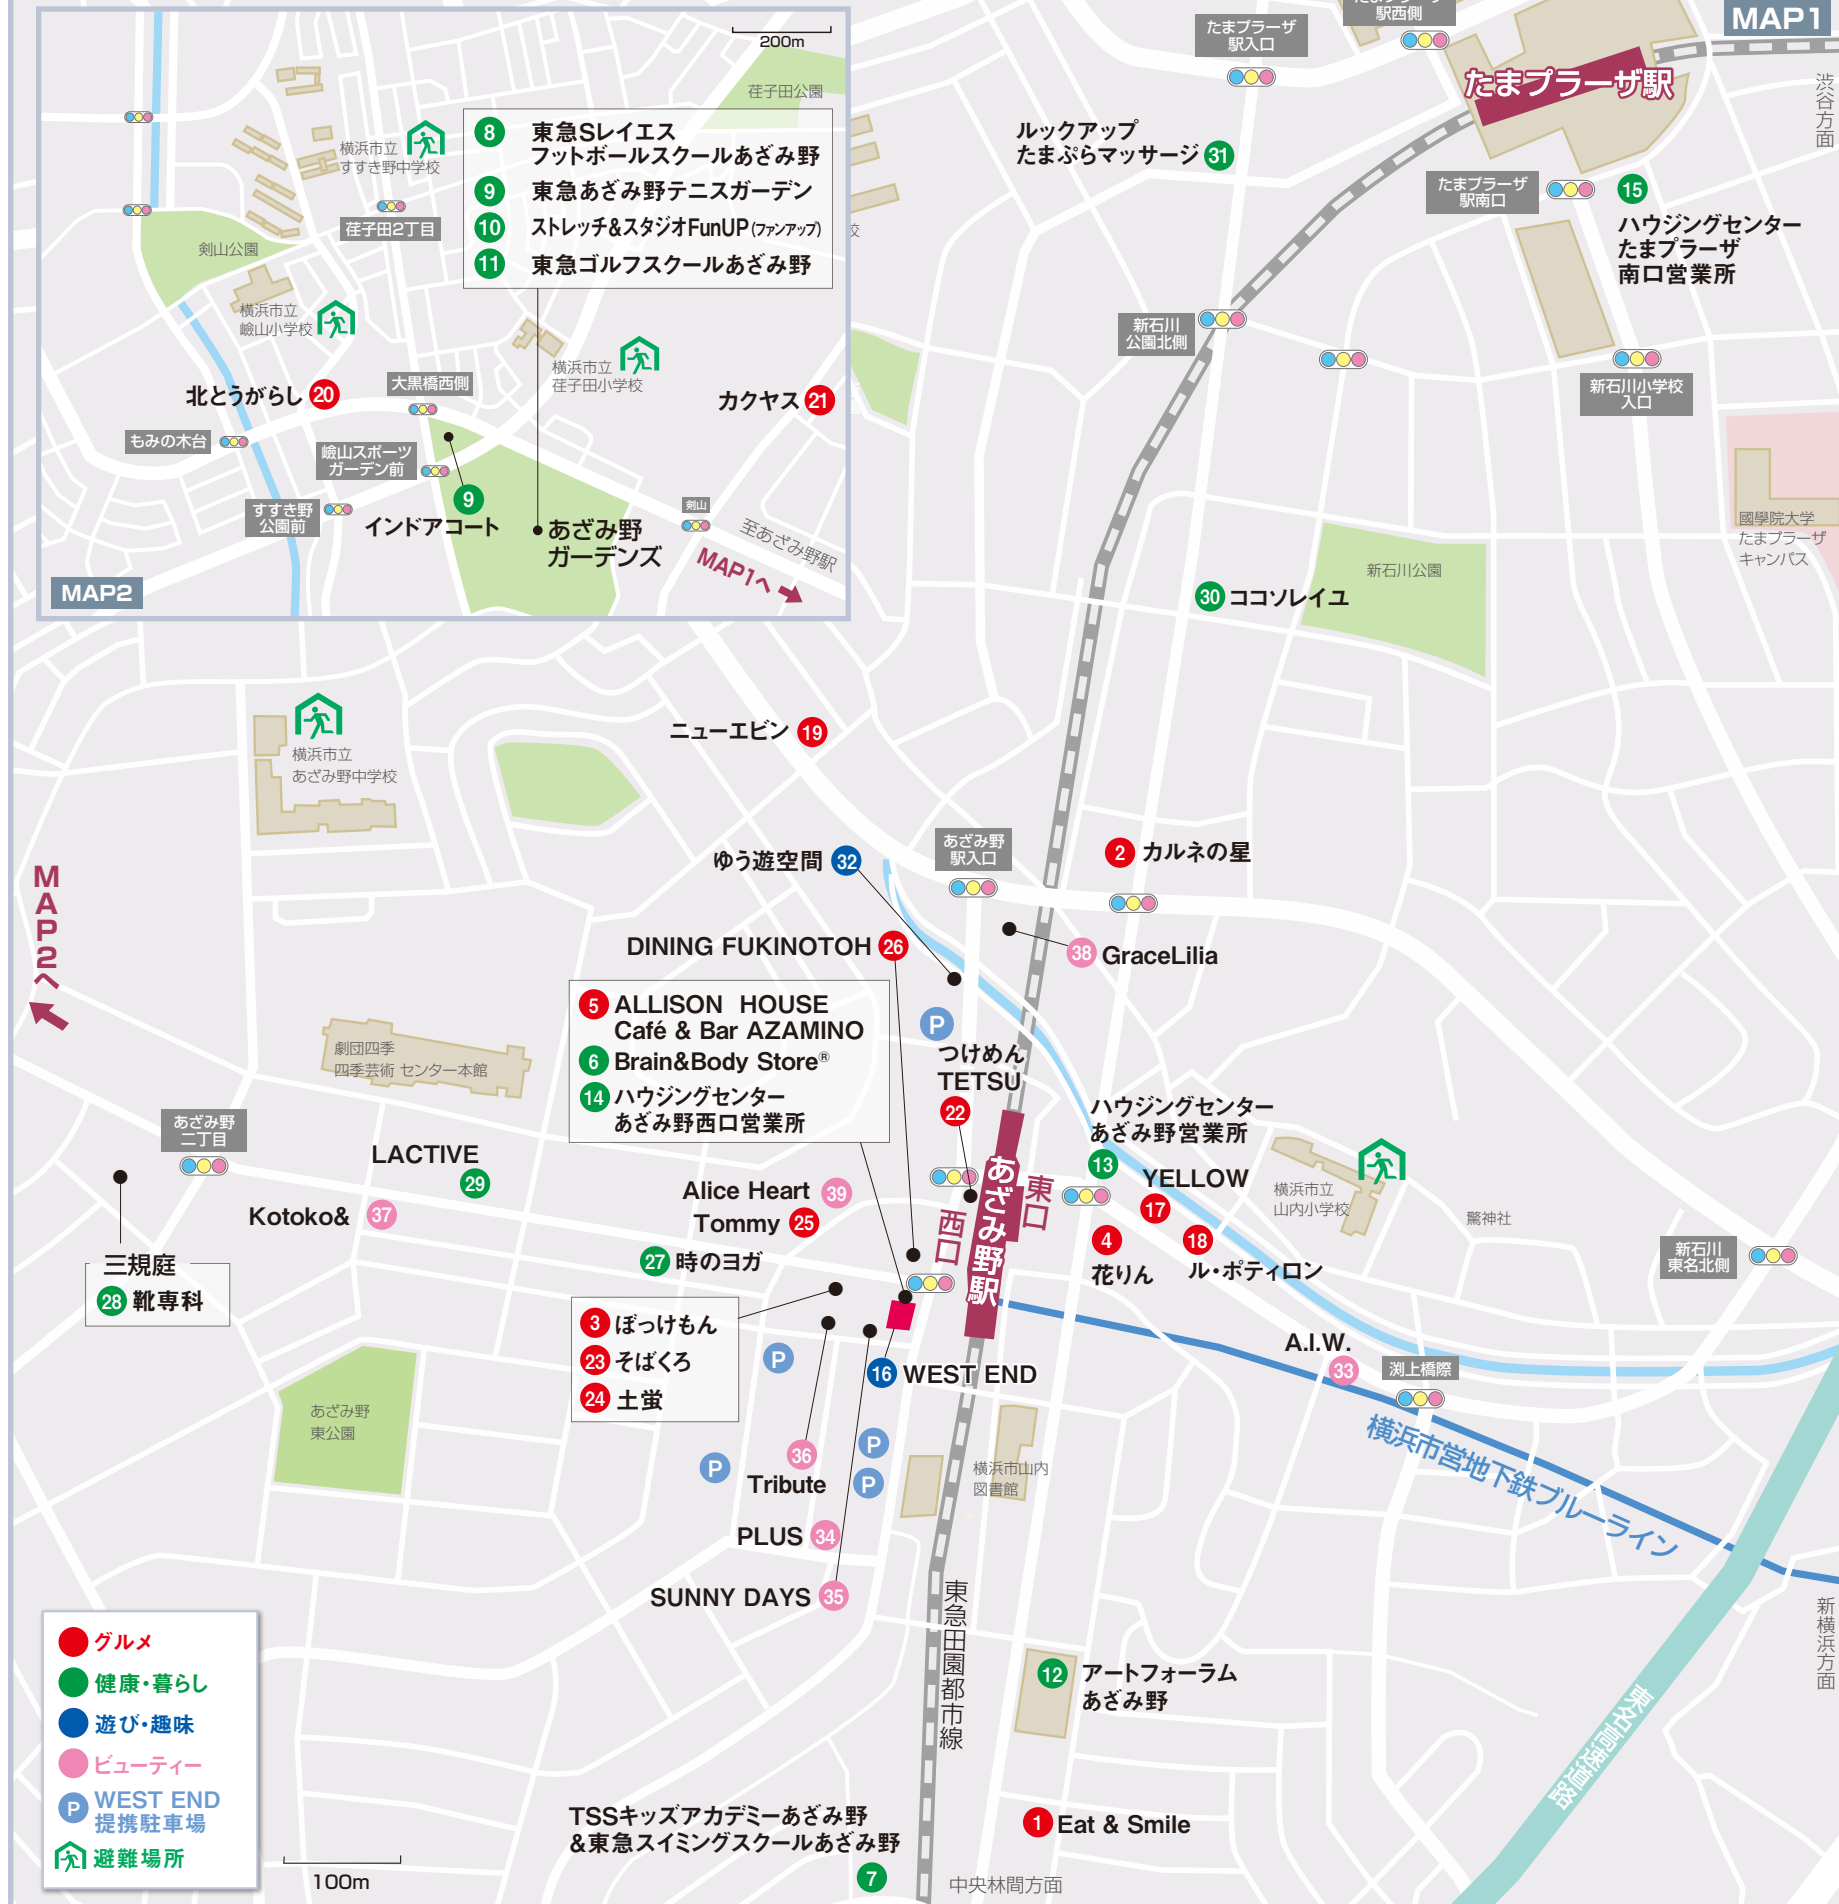 200m
荏子田公園
横浜市立
すすき野中学校
荏子田2丁目
剣山公園
横浜市立
嶮山小学校
8 東急Sレイエス
フットボールスクールあざみ野
9 東急あざみ野テニスガーデン
10 ストレッチ&スタジオFunUP(ファンアップ)
11 東急ゴルフスクールあざみ野
横浜市立
荏子田小学校
北とうがらし 20
大黒橋西側
カクヤス 21
もみの木台
嶮山スポーツ
ガーデン前
すすき野
公園前
9
インドアコート
あざみ野
ガーデンズ
剣山
至あざみ野駅
MAP1へ
MAP2
校
MAP1
駅西側
たまプラーザ
駅入口
たまプラーザ駅
渋谷方面
ルックアップ
たまぷらマッサージ 31
たまプラーザ
駅南口
15
ハウジングセンター
たまプラーザ
南口営業所
新石川
公園北側
新石川小学校
入口
國學院大学
たまプラーザ
キャンパス
新石川公園
30 ココソレイユ
横浜市立
あざみ野中学校
ニューエビン 19
MAP2へ
ゆう遊空間 32
あざみ野
駅入口
2 カルネの星
DINING FUKINOTOH 26
38 GraceLilia
5 ALLISON HOUSE
Café & Bar AZAMINO
6 Brain&Body Store®
14 ハウジングセンター
あざみ野西口営業所
P
つけめん
TETSU
22
劇団四季
四季芸術 センター本館
あざみ野
二丁目
LACTIVE
29
Kotoko& 37
Alice Heart 39
Tommy 25
27 時のヨガ
三規庭
28 靴専科
西口
あざみ野駅
東口
ハウジングセンター
あざみ野営業所
13
YELLOW
17
4
花りん
18
ル・ポティロン
横浜市立
山内小学校
驚神社
新石川
東名北側
3 ぼっけもん
23 そばくろ
24 土蛍
P
16 WEST END
A.I.W.
33
渕上橋際
横浜市営地下鉄ブルーライン
あざみ野
東公園
36
Tribute
P
P
P
横浜市山内
図書館
PLUS 34
SUNNY DAYS 35
東急田園都市線
新横浜方面
東名高速道路
12 アートフォーラム
あざみ野
グルメ
健康・暮らし
遊び・趣味
ビューティー
P WEST END
提携駐車場
避難場所
100m
TSSキッズアカデミーあざみ野
&東急スイミングスクールあざみ野
7
1 Eat & Smile
中央林間方面